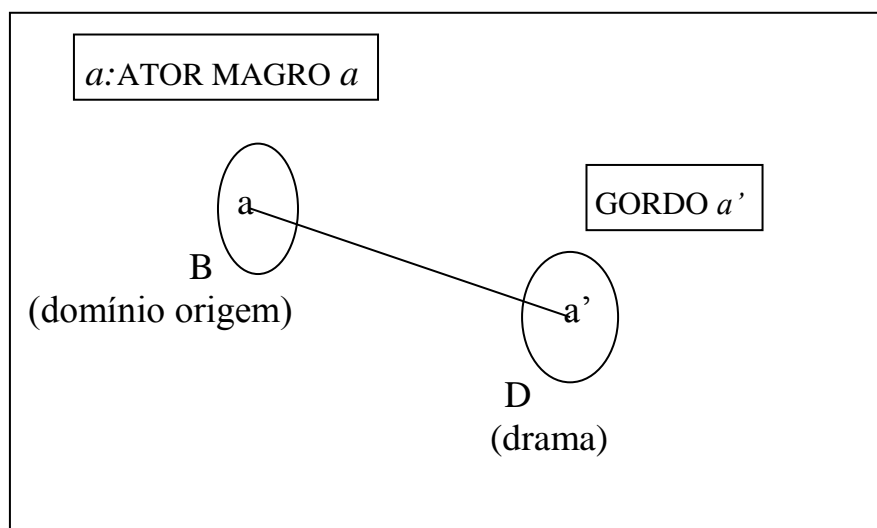 a:ATOR MAGRO a
a
GORDO a’
B
(domínio origem)
a’
D
(drama)